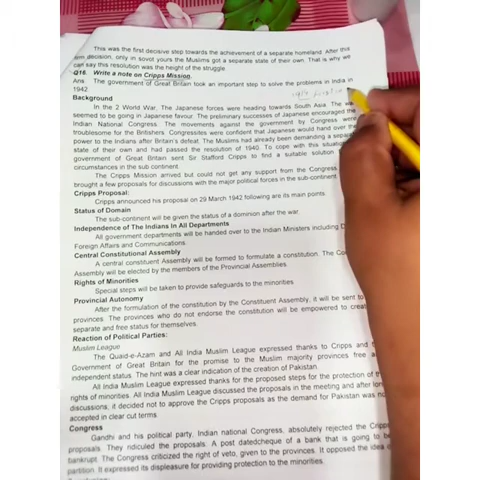 This was the first decisive step towards the achievement of a separate homeland. After this
firm decision, only in sovot yours the Muslims got a separate state of their own. That is why we
can say this resolution was the height of the struggle.
Q16. Write a note on Cripps Mission.
Ans The government of Great Britain took an important step to solve the problems in India in
1942
Background
In the 2 World War, The Japanese forces were heading towards South Asia. The wa
seemed to be going in Japanese favour. The preliminary successes of Japanese encouraged the
Indian National Congress. The movements against the government by Congress were
troublesome for the Britishers. Congressites were confident that Japanese would hand over the
power to the Indians after Britain's defeat. The Muslims had already been demanding a separa
state of their own and had passed the resolution of 1940. To cope with this situation
government of Great Britain sent Sir Stafford Cripps to find a suitable solution
circumstances in the sub continent.
The Cripps Mission arrived but could not get any support from the Congress.
brought a few proposals for discussions with the major political forces in the sub-continent.
Cripps Proposal:
Cripps announced his proposal on 29 March 1942 following are its main points.
Status of Domain
The sub-continent will be given the status of a dominion after the war.
Independence of The Indians In All Departments
All government departments will be handed over to the Indian Ministers including D
Foreign Affairs and Communications.
Central Constitutional Assembly
A central constituent Assembly will be formed to formulate a constitution. The Co
Assembly will be elected by the members of the Provincial Assemblies.
Rights of Minorities
Special steps will be taken to provide safeguards to the minorities.
Provincial Autonomy
After the formulation of the constitution by the Constituent Assembly, it will be sent to
provinces. The provinces who do not endorse the constitution will be empowered to crea
separate and free status for themselves.
Reaction of Political Parties:
Muslim League
The Quaid-e-Azam and All India Muslim League expressed thanks to Cripps and
Government of Great Britain for the promise to the Muslim majority provinces free a
independent status. The hint was a clear indication of the creation of Pakistan.
All India Muslim League expressed thanks for the proposed steps for the protection of th
rights of minorities. All India Muslim League discussed the proposals in the meeting and after lon
discussions; it decided not to approve the Cripps proposals as the demand for Pakistan was no
accepted in clear cut terms.
Congress
Gandhi and his political party, Indian national Congress, absolutely rejected the Cripp
proposals. They ridiculed the proposals. A post datedcheque of a bank that is going to be
bankrupt. The Congress criticized the right of veto, given to the provinces. It opposed the idea o
partition. It expressed its displeasure for providing protection to the minorities.